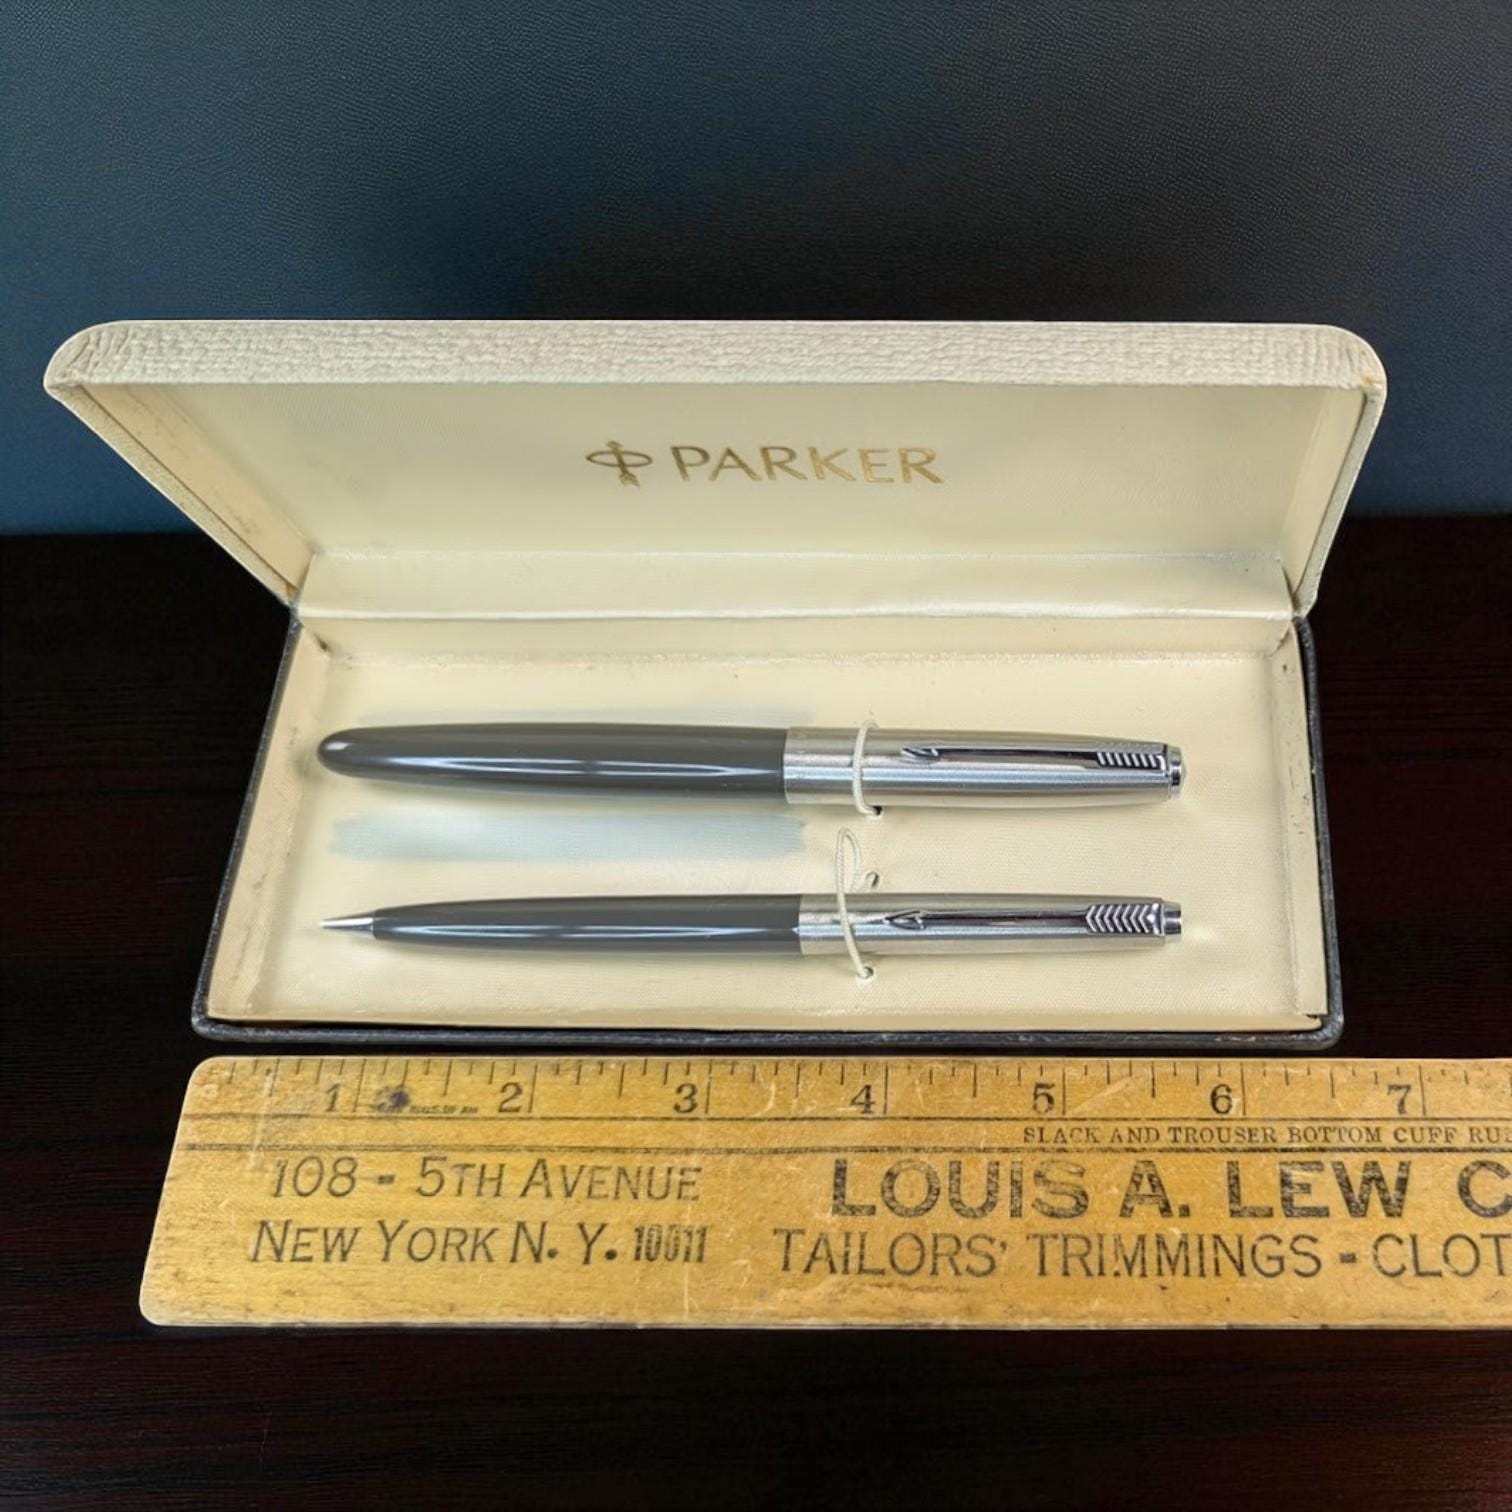 PARKER
1 2 3 4 5 6 7
SLACK AND TROUSER BOTTOM CUFF
108 - 5TH AVENUE
LOUIS A. LEW
NEW YORK N. Y. 10011
TAILORS' TRIMMINGS - CLOT